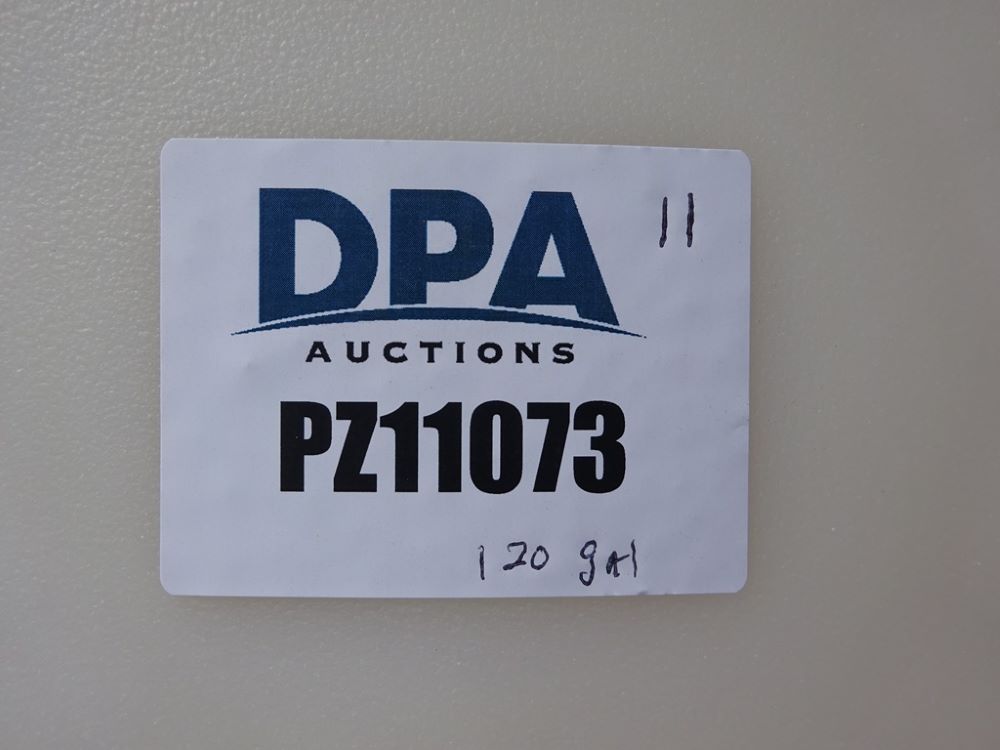 DPA
11
AUCTIONS
PZ11073
120 gal